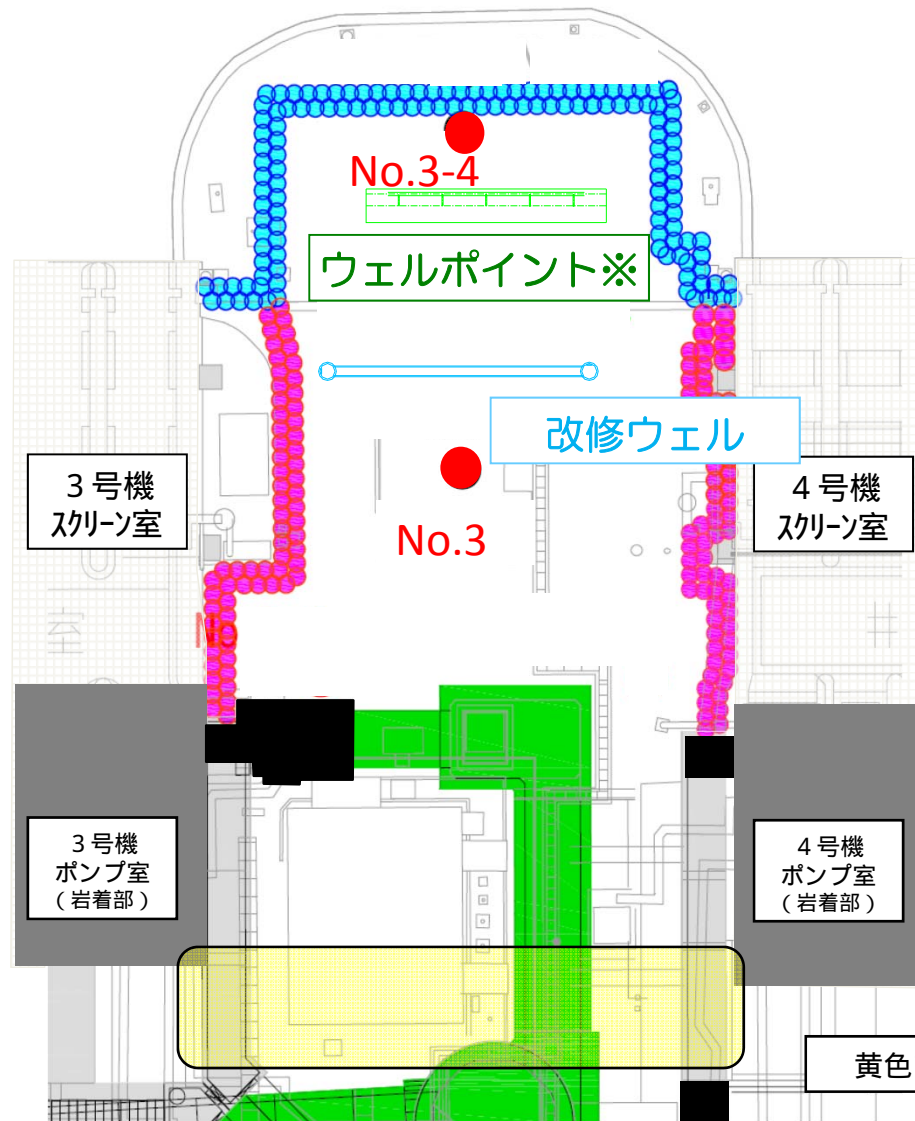 No.3-4
ウェルポイント※
改修ウェル
３号機
スクリーン室
４号機
スクリーン室
No.3
No
３号機
ポンプ室
（岩着部）
４号機
ポンプ室
（岩着部）
黄色